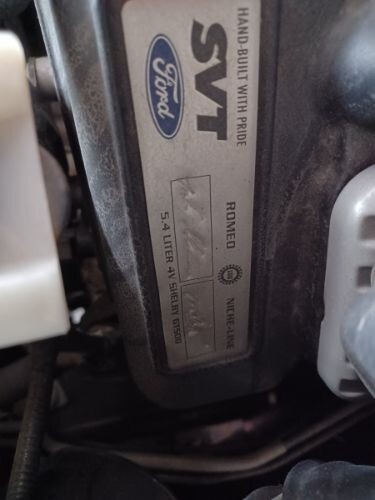 HAND-BUILT WITH PRIDE
SVT
Ford
ROMEO NICHE-LINE
5.4 LITER 4V SHELBY GT500